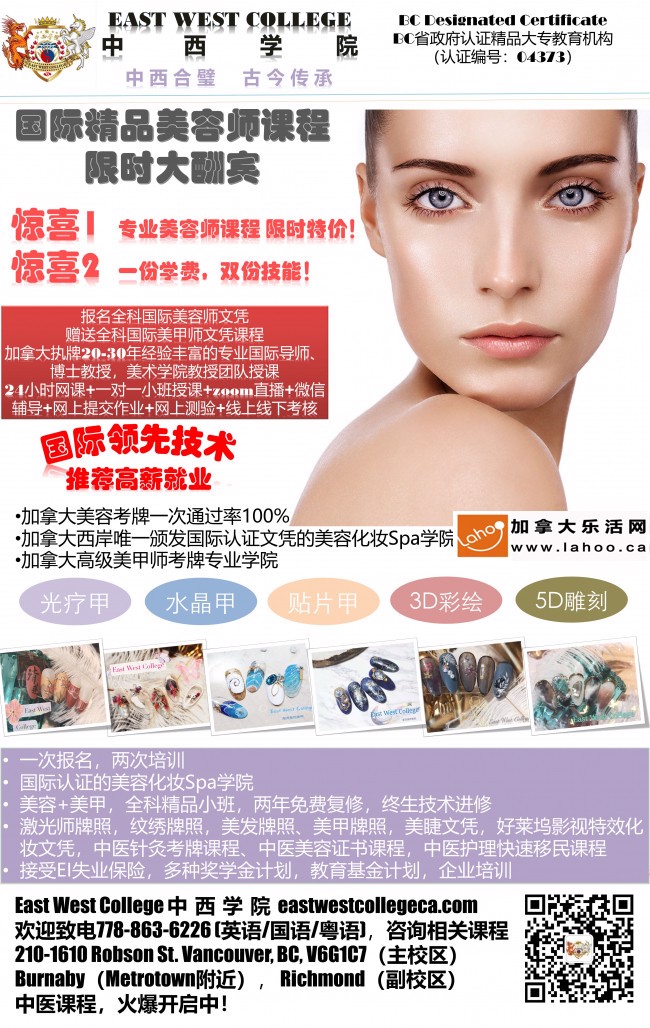 EAST WEST COLLEGE
中 西 学 院
中西合璧 古今传承
BC Designated Certificate
BC省政府认证精品大专教育机构
(认证编号：04373)
国际精品美容师课程
限时大酬宾
惊喜1 专业美容师课程 限时特价!
惊喜2 一份学费，双份技能!
报名全科国际美容师文凭
赠送全科国际美甲师文凭课程
加拿大执牌20-30年经验丰富的专业国际导师、
博士教授，美术学院教授团队授课
24小时网课+一对一小班授课+zoom直播+微信
辅导+网上提交作业+网上测验+线上线下考核
国际领先技术
推荐高薪就业
•加拿大美容考牌一次通过率100%
•加拿大西岸唯一颁发国际认证文凭的美容化妆Spa学院
•加拿大高级美甲师考牌专业学院
Lahoo 加拿大乐活网
www.lahoo.ca
光疗甲 水晶甲 贴片甲 3D彩绘 5D雕刻
East West College
East West College
East West College
East West College
East West College
East West College
• 一次报名，两次培训
• 国际认证的美容化妆Spa学院
• 美容+美甲，全科精品小班，两年免费复修，终生技术进修
• 激光师牌照，纹绣牌照，美发牌照、美甲牌照，美睫文凭，好莱坞影视特效化
妆文凭，中医针灸考牌课程、中医美容证书课程，中医护理快速移民课程
• 接受EI失业保险，多种奖学金计划，教育基金计划，企业培训
East West College 中 西 学 院 eastwestcollegeca.com
欢迎致电778-863-6226 (英语/国语/粤语)，咨询相关课程
210-1610 Robson St. Vancouver, BC, V6G1C7（主校区）
Burnaby（Metrotown附近），Richmond（副校区）
中医课程，火爆开启中！